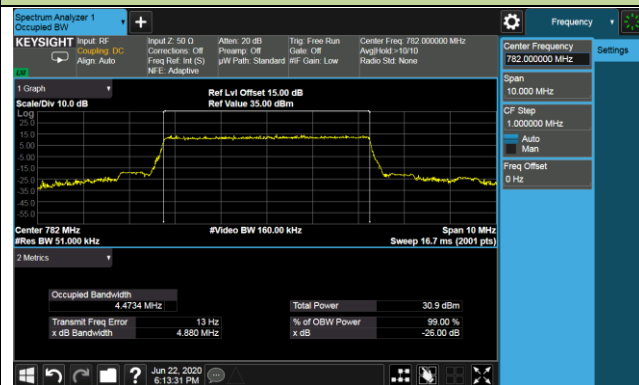 Spectrum Analyzer 1
Occupied BW
Frequency
KEYSIGHT
Input: RF
Coupling: DC
Align: Auto
Input Z: 50 Ω
Corrections: Off
Freq Ref: Int (S)
NFE: Adaptive
Atten: 20 dB
Preamp: Off
µW Path: Standard
Trig: Free Run
Gate: Off
#IF Gain: Low
Center Freq: 782.000000 MHz
Avg|Hold:>10/10
Radio Std: None
Center Frequency
782.000000 MHz
Settings
Span
10.000 MHz
CF Step
1.000000 MHz
Auto
Man
Freq Offset
0 Hz
1 Graph
Scale/Div 10.0 dB
Ref Lvl Offset 15.00 dB
Ref Value 35.00 dBm
Log
25.0
15.0
5.00
-5.00
-15.0
-25.0
-35.0
-45.0
-55.0
Center 782 MHz
#Res BW 51.000 kHz
#Video BW 160.00 kHz
Span 10 MHz
Sweep 16.7 ms (2001 pts)
2 Metrics
Occupied Bandwidth
4.4734 MHz
Total Power 30.9 dBm
Transmit Freq Error 13 Hz
% of OBW Power 99.00 %
x dB Bandwidth 4.880 MHz
x dB -26.00 dB
Jun 22, 2020
6:13:31 PM